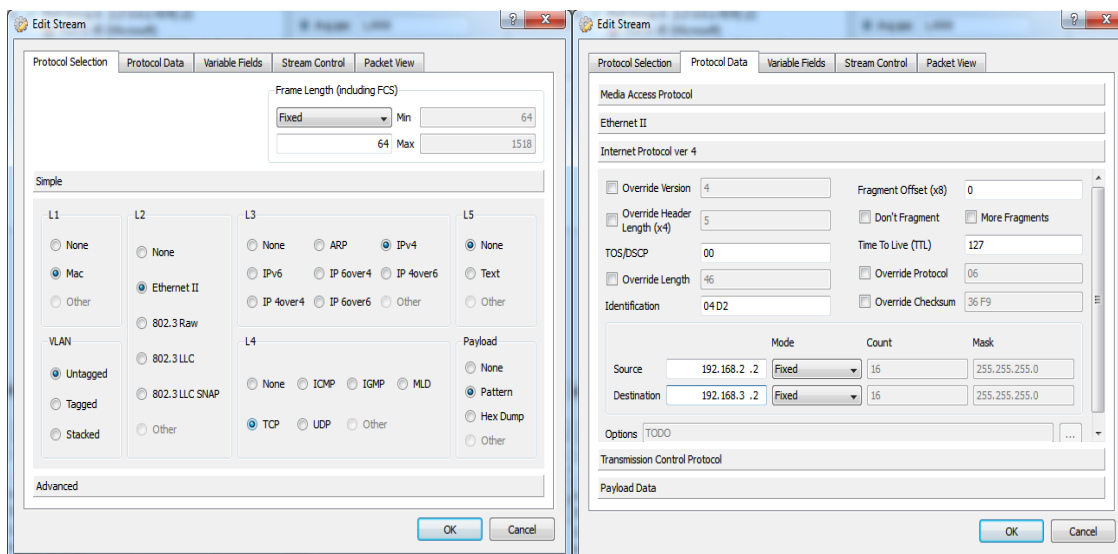 Edit Stream
Protocol Selection Protocol Data Variable Fields Stream Control Packet View
Frame Length (including FCS)
Fixed Min 64
64 Max 1518
Simple
L1
None
Mac
Other
VLAN
Untagged
Tagged
Stacked
L2
None
Ethernet II
802.3 Raw
802.3 LLC
802.3 LLC SNAP
Other
L3
None ARP IPv4
IPv6 IP 6over4 IP 4over6
IP 4over4 IP 6over6 Other
L4
None ICMP IGMP MLD
TCP UDP Other
L5
None
Text
Other
Payload
None
Pattern
Hex Dump
Other
Advanced
OK Cancel
Edit Stream
Protocol Selection Protocol Data Variable Fields Stream Control Packet View
Media Access Protocol
Ethernet II
Internet Protocol ver 4
Override Version 4
Override Header
Length (x4) 5
TOS/DSCP 00
Override Length 46
Identification 04 D2
Fragment Offset (x8) 0
Don't Fragment More Fragments
Time To Live (TTL) 127
Override Protocol 06
Override Checksum 36 F9
Mode Count Mask
Source 192.168.2 .2 Fixed 16 255.255.255.0
Destination 192.168.3 .2 Fixed 16 255.255.255.0
Options TODO ...
Transmission Control Protocol
Payload Data
OK Cancel